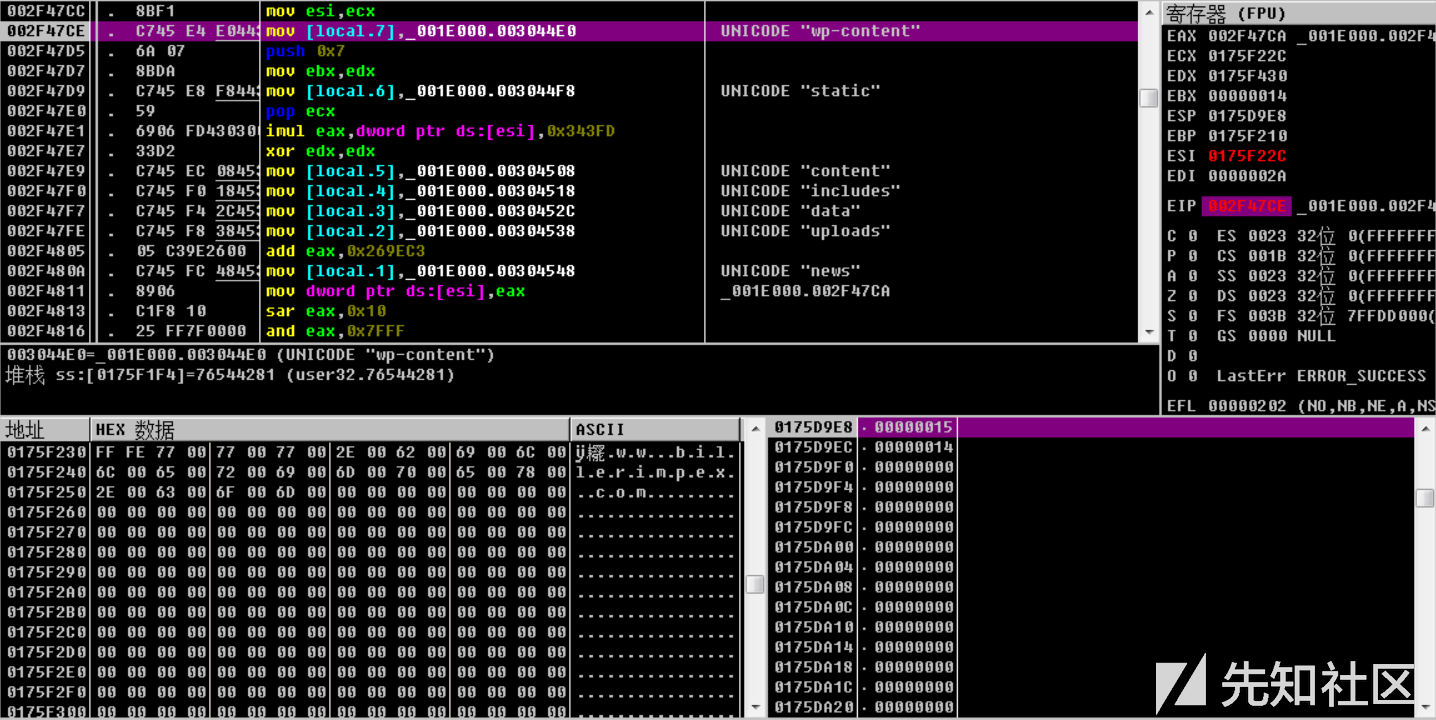 002F47CC . 8BF1 mov esi,ecx
002F47CE . C745 E4 E0443 mov [local.7],_001E000.003044E0 UNICODE "wp-content"
002F47D5 . 6A 07 push 0x7
002F47D7 . 8BDA mov ebx,edx
002F47D9 . C745 E8 F8443 mov [local.6],_001E000.003044F8 UNICODE "static"
002F47E0 . 59 pop ecx
002F47E1 . 6906 FD430300 imul eax,dword ptr ds:[esi],0x343FD
002F47E7 . 33D2 xor edx,edx
002F47E9 . C745 EC 08453 mov [local.5],_001E000.00304508 UNICODE "content"
002F47F0 . C745 F0 18453 mov [local.4],_001E000.00304518 UNICODE "includes"
002F47F7 . C745 F4 2C453 mov [local.3],_001E000.0030452C UNICODE "data"
002F47FE . C745 F8 38453 mov [local.2],_001E000.00304538 UNICODE "uploads"
002F4805 . 05 C39E2600 add eax,0x269EC3
002F480A . C745 FC 48453 mov [local.1],_001E000.00304548 UNICODE "news"
002F4811 . 8906 mov dword ptr ds:[esi],eax _001E000.002F47CA
002F4813 . C1F8 10 sar eax,0x10
002F4816 . 25 FF7F0000 and eax,0x7FFF
003044E0=_001E000.003044E0 (UNICODE "wp-content")
堆栈 ss:[0175F1F4]=76544281 (user32.76544281)
寄存器 (FPU)
EAX 002F47CA _001E000.002F4
ECX 0175F22C
EDX 0175F430
EBX 00000014
ESP 0175D9E8
EBP 0175F210
ESI 0175F22C
EDI 0000002A
EIP 002F47CE _001E000.002F4
C 0 ES 0023 32位 0(FFFFFFF
P 0 CS 001B 32位 0(FFFFFFF
A 0 SS 0023 32位 0(FFFFFFF
Z 0 DS 0023 32位 0(FFFFFFF
S 0 FS 003B 32位 7FFDD000(
T 0 GS 0000 NULL
D 0
O 0 LastErr ERROR_SUCCESS
EFL 00000202 (NO,NB,NE,A,NS
地址 HEX 数据 ASCII
0175F230 FF FE 77 00 77 00 77 00 2E 00 62 00 69 00 6C 00 ÿ欟.w.w...b.i.l.
0175F240 6C 00 65 00 72 00 69 00 6D 00 70 00 65 00 78 00 l.e.r.i.m.p.e.x.
0175F250 2E 00 63 00 6F 00 6D 00 00 00 00 00 00 00 00 00 ..c.o.m.........
0175F260 00 00 00 00 00 00 00 00 00 00 00 00 00 00 00 00 ................
0175F270 00 00 00 00 00 00 00 00 00 00 00 00 00 00 00 00 ................
0175F280 00 00 00 00 00 00 00 00 00 00 00 00 00 00 00 00 ................
0175F290 00 00 00 00 00 00 00 00 00 00 00 00 00 00 00 00 ................
0175F2A0 00 00 00 00 00 00 00 00 00 00 00 00 00 00 00 00 ................
0175F2B0 00 00 00 00 00 00 00 00 00 00 00 00 00 00 00 00 ................
0175F2C0 00 00 00 00 00 00 00 00 00 00 00 00 00 00 00 00 ................
0175F2D0 00 00 00 00 00 00 00 00 00 00 00 00 00 00 00 00 ................
0175F2E0 00 00 00 00 00 00 00 00 00 00 00 00 00 00 00 00 ................
0175F2F0 00 00 00 00 00 00 00 00 00 00 00 00 00 00 00 00 ................
0175F300 00 00 00 00 00 00 00 00 00 00 00 00 00 00 00 00 ................
0175D9E8 00000015
0175D9EC 00000014
0175D9F0 00000000
0175D9F4 00000000
0175D9F8 00000000
0175D9FC 00000000
0175DA00 00000000
0175DA04 00000000
0175DA08 00000000
0175DA0C 00000000
0175DA10 00000000
0175DA14 00000000
0175DA18 00000000
0175DA1C 00000000
0175DA20 00000000
先知社区